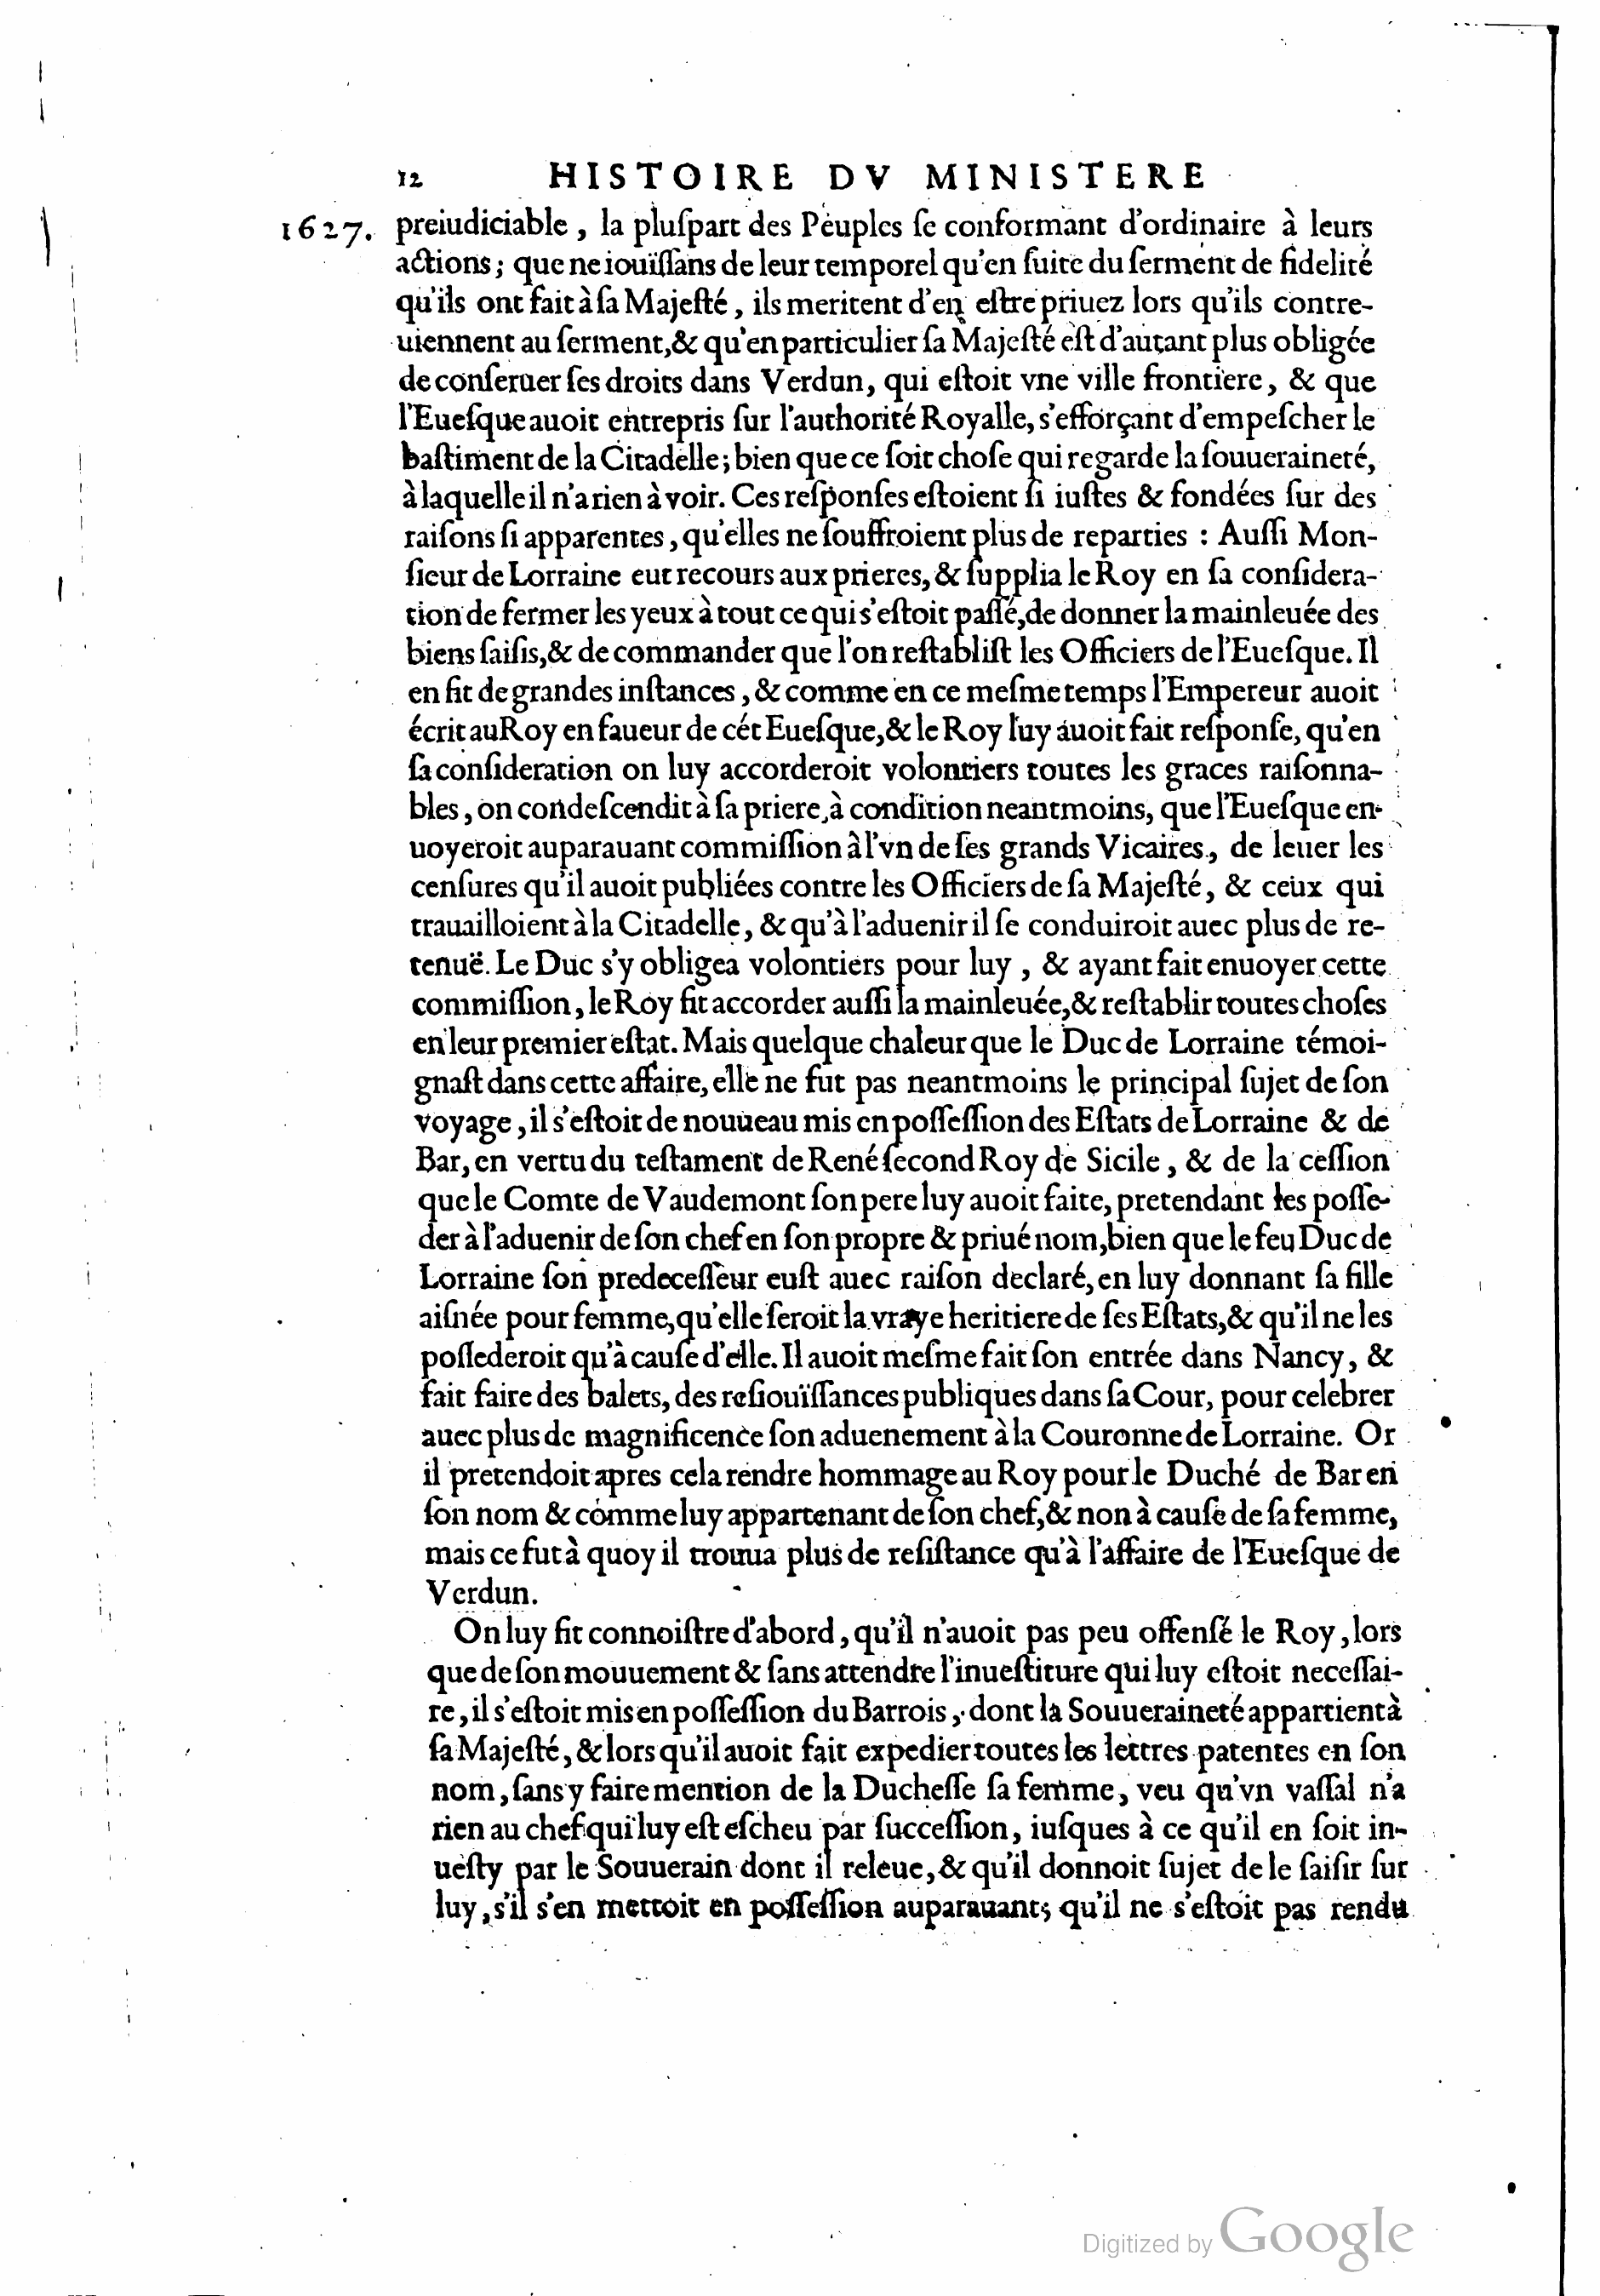 12 HISTOIRE DV MINISTERE
1627. preiudiciable, la pluſpart des Peuples ſe conformant d'ordinaire à leurs
actions; que ne iouïſſans de leur temporel qu'en ſuite du ſerment de fidelité
qu'ils ont fait à ſa Majeſté, ils meritent d'en eſtre priuez lors qu'ils contre-
uiennent au ſerment, & qu'en particulier ſa Majeſté eſt d'autant plus obligée
de conſeruer ſes droits dans Verdun, qui eſtoit vne ville frontiere, & que
l'Eueſque auoit entrepris ſur l'authorité Royalle, s'efforçant d'empeſcher le
baſtiment de la Citadelle; bien que ce ſoit choſe qui regarde la ſouueraineté,
à laquelle il n'a rien à voir. Ces reſponſes eſtoient ſi iuſtes & fondées ſur des
raiſons ſi apparentes, qu'elles ne ſouffroient plus de reparties : Auſſi Mon-
ſieur de Lorraine eut recours aux prieres, & ſupplia le Roy en ſa conſidera-
tion de fermer les yeux à tout ce qui s'eſtoit paſſé, de donner la mainleuée des
biens ſaiſis, & de commander que l'on reſtabliſt les Officiers de l'Eueſque. Il
en fit de grandes inſtances, & comme en ce meſme temps l'Empereur auoit
écrit au Roy en faueur de cét Eueſque, & le Roy luy auoit fait reſponſe, qu'en
ſa conſideration on luy accorderoit volontiers toutes les graces raiſonna-
bles, on condeſcendit à ſa priere, à condition neantmoins, que l'Eueſque en-
uoyeroit auparauant commiſſion à l'vn de ſes grands Vicaires, de leuer les
cenſures qu'il auoit publiées contre les Officiers de ſa Majeſté, & ceux qui
trauailloient à la Citadelle, & qu'à l'aduenir il ſe conduiroit auec plus de re-
tenuë. Le Duc s'y obligea volontiers pour luy, & ayant fait enuoyer cette
commiſſion, le Roy fit accorder auſſi la mainleuée, & reſtablir toutes choſes
en leur premier eſtat. Mais quelque chaleur que le Duc de Lorraine témoi-
gnaſt dans cette affaire, elle ne fut pas neantmoins le principal ſujet de ſon
voyage, il s'eſtoit de nouueau mis en poſſeſſion des Eſtats de Lorraine & de
Bar, en vertu du teſtament de René ſecond Roy de Sicile, & de la ceſſion
que le Comte de Vaudemont ſon pere luy auoit faite, pretendant les poſſe-
der à l'aduenir de ſon chef en ſon propre & priué nom, bien que le feu Duc de
Lorraine ſon predeceſſeur euſt auec raiſon declaré, en luy donnant ſa fille
aiſnée pour femme, qu'elle ſeroit la vraye heritiere de ſes Eſtats, & qu'il ne les
poſſederoit qu'à cauſe d'elle. Il auoit meſme fait ſon entrée dans Nancy, &
fait faire des balets, des reſiouïſſances publiques dans ſa Cour, pour celebrer
auec plus de magnificence ſon aduenement à la Couronne de Lorraine. Or
il pretendoit apres cela rendre hommage au Roy pour le Duché de Bar en
ſon nom & comme luy appartenant de ſon chef, & non à cauſe de ſa femme,
mais ce fut à quoy il trouua plus de reſiſtance qu'à l'affaire de l'Eueſque de
Verdun.
On luy fit connoiſtre d'abord, qu'il n'auoit pas peu offenſé le Roy, lors
que de ſon mouuement & ſans attendre l'inueſtiture qui luy eſtoit neceſſai-
re, il s'eſtoit mis en poſſeſſion du Barrois, dont la Souueraineté appartient à
ſa Majeſté, & lors qu'il auoit fait expedier toutes les lettres patentes en ſon
nom, ſans y faire mention de la Ducheſſe ſa femme, veu qu'vn vaſſal n'a
rien au chef qui luy eſt eſcheu par ſucceſſion, iuſques à ce qu'il en ſoit in-
ueſty par le Souuerain dont il releue, & qu'il donnoit ſujet de le ſaiſir ſur
luy, s'il s'en mettoit en poſſeſſion auparauant; qu'il ne s'eſtoit pas rendu
Digitized by Google